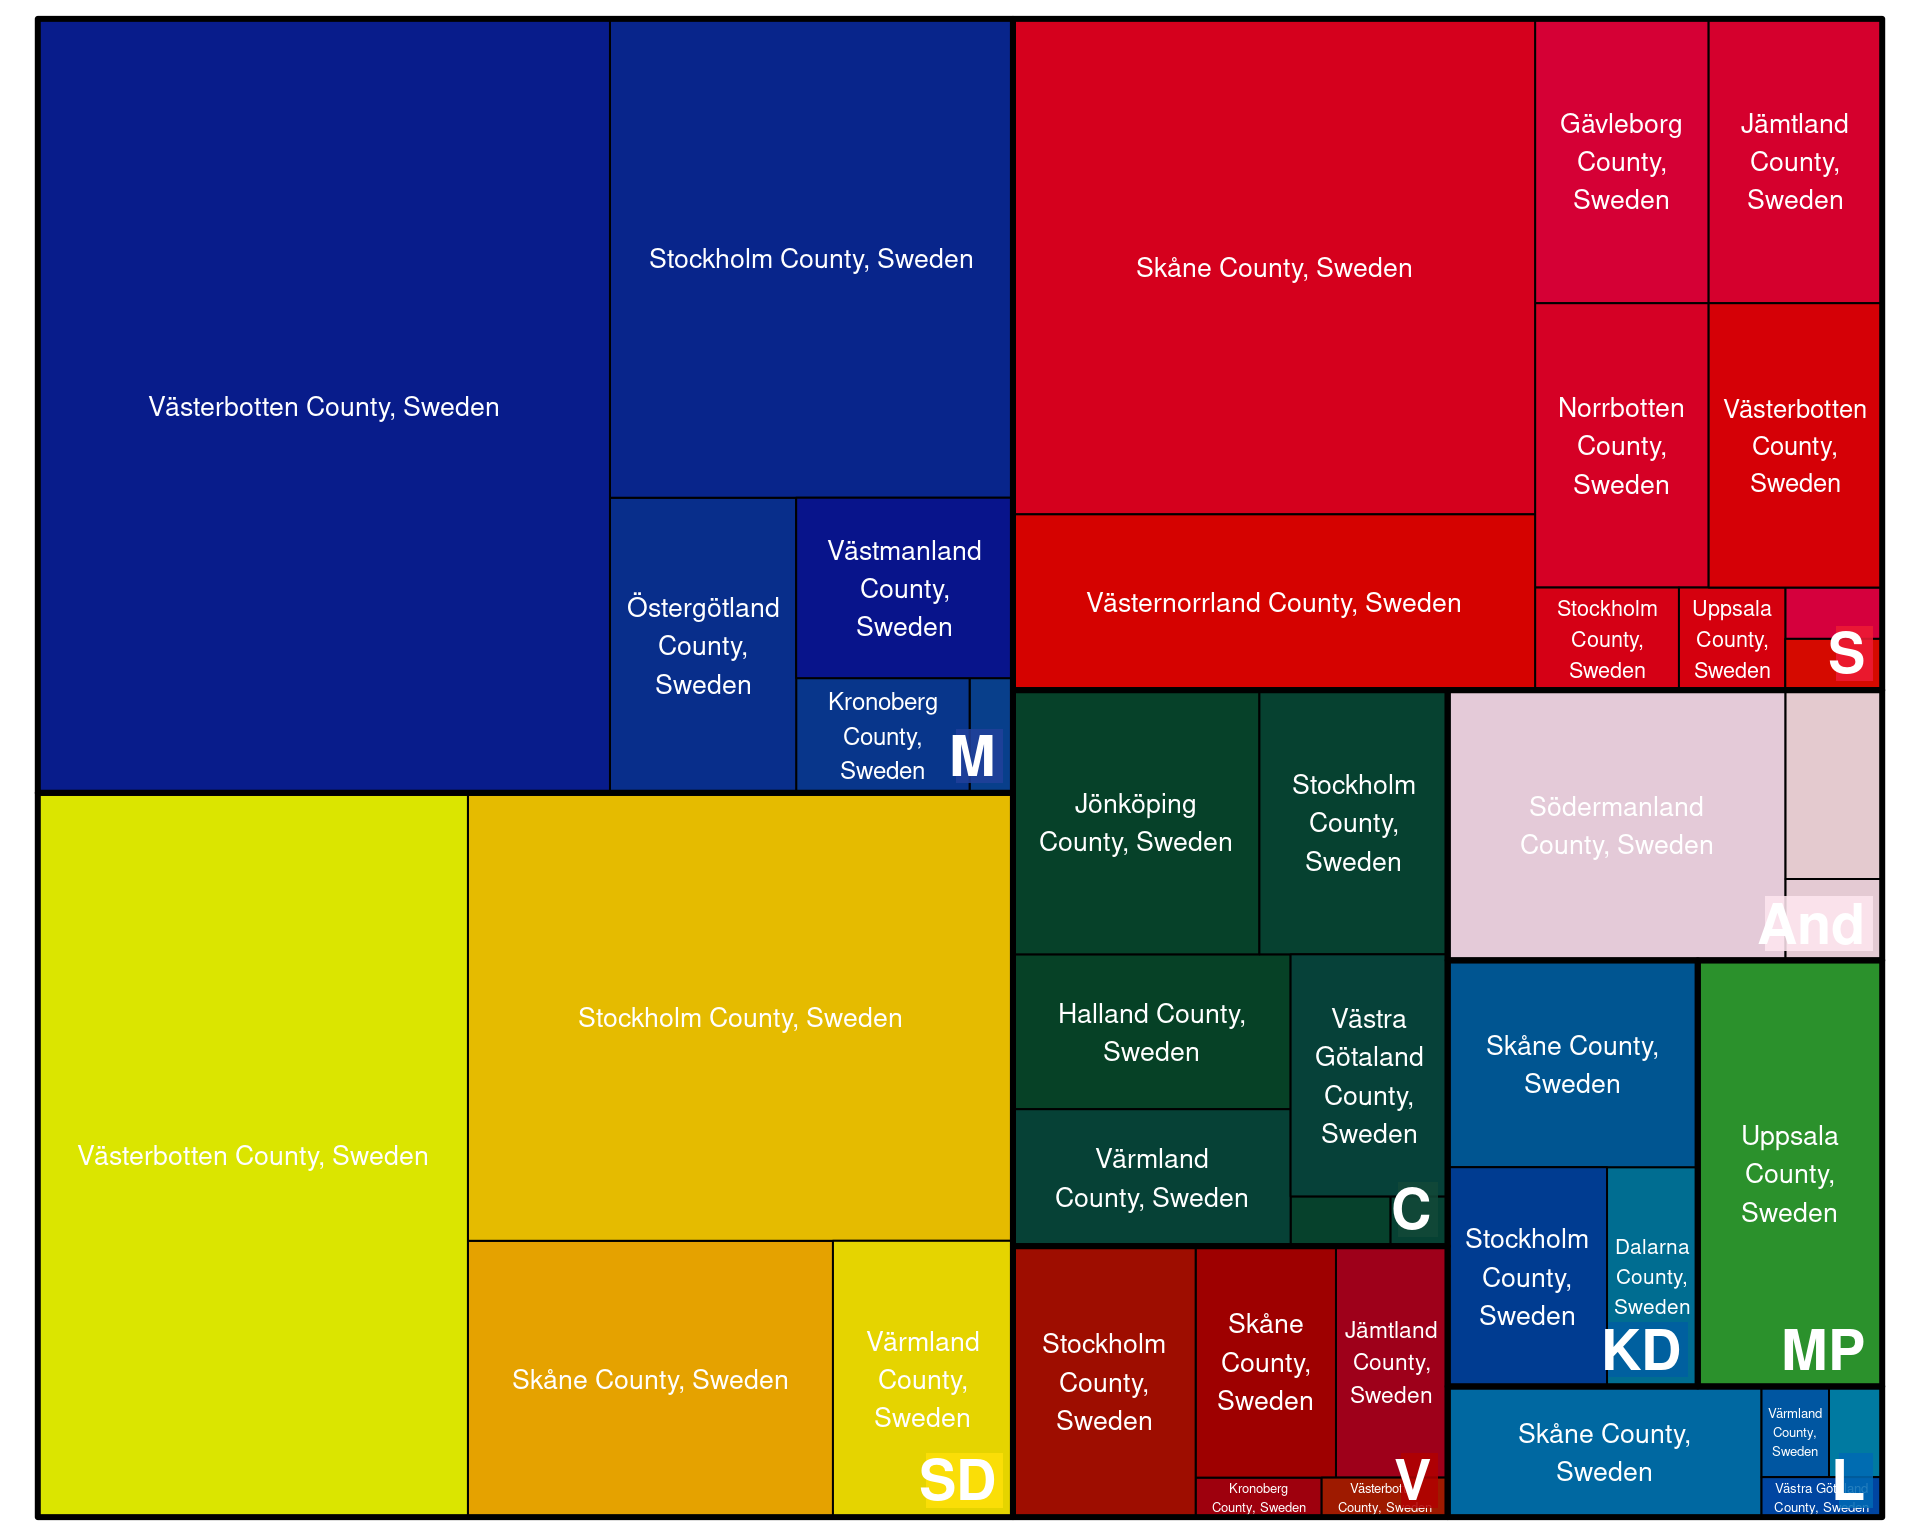 Västerbotten County, Sweden
Stockholm County, Sweden
Östergötland
County,
Sweden
Västmanland
County,
Sweden
Kronoberg
County,
Sweden
M
Skåne County, Sweden
Gävleborg
County,
Sweden
Jämtland
County,
Sweden
Norrbotten
County,
Sweden
Västerbotten
County,
Sweden
Västernorrland County, Sweden
Stockholm
County,
Sweden
Uppsala
County,
Sweden
S
Västerbotten County, Sweden
Stockholm County, Sweden
Skåne County, Sweden
Värmland
County,
Sweden
SD
Jönköping
County, Sweden
Stockholm
County,
Sweden
Halland County,
Sweden
Västra
Götaland
County,
Sweden
Värmland
County, Sweden
C
Södermanland
County, Sweden
And
Skåne County,
Sweden
Stockholm
County,
Sweden
Dalarna
County,
Sweden
KD
Uppsala
County,
Sweden
MP
Stockholm
County,
Sweden
Skåne
County,
Sweden
Jämtland
County,
Sweden
Kronoberg
County, Sweden
County, Sweden
V
Skåne County,
Sweden
Värmland
County,
Sweden
Västra
County, Sweden
L